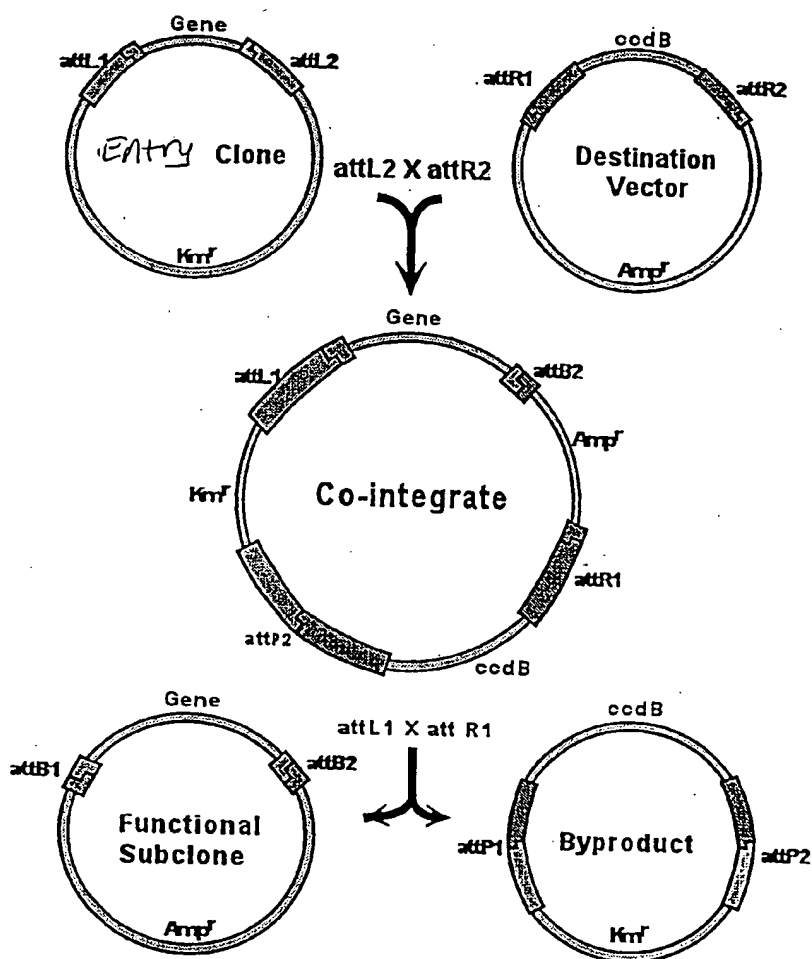 Gene
attL1
attL2
Entry Clone
Kmʳ
attL2 X attR2
ccdB
attR1
attR2
Destination
Vector
Ampʳ
Gene
attL1
attB2
Ampʳ
Kmʳ
Co-integrate
attR1
attP2
ccdB
attL1 X att R1
Gene
attB1
attB2
Functional
Subclone
Ampʳ
ccdB
attP1
Byproduct
attP2
Kmʳ